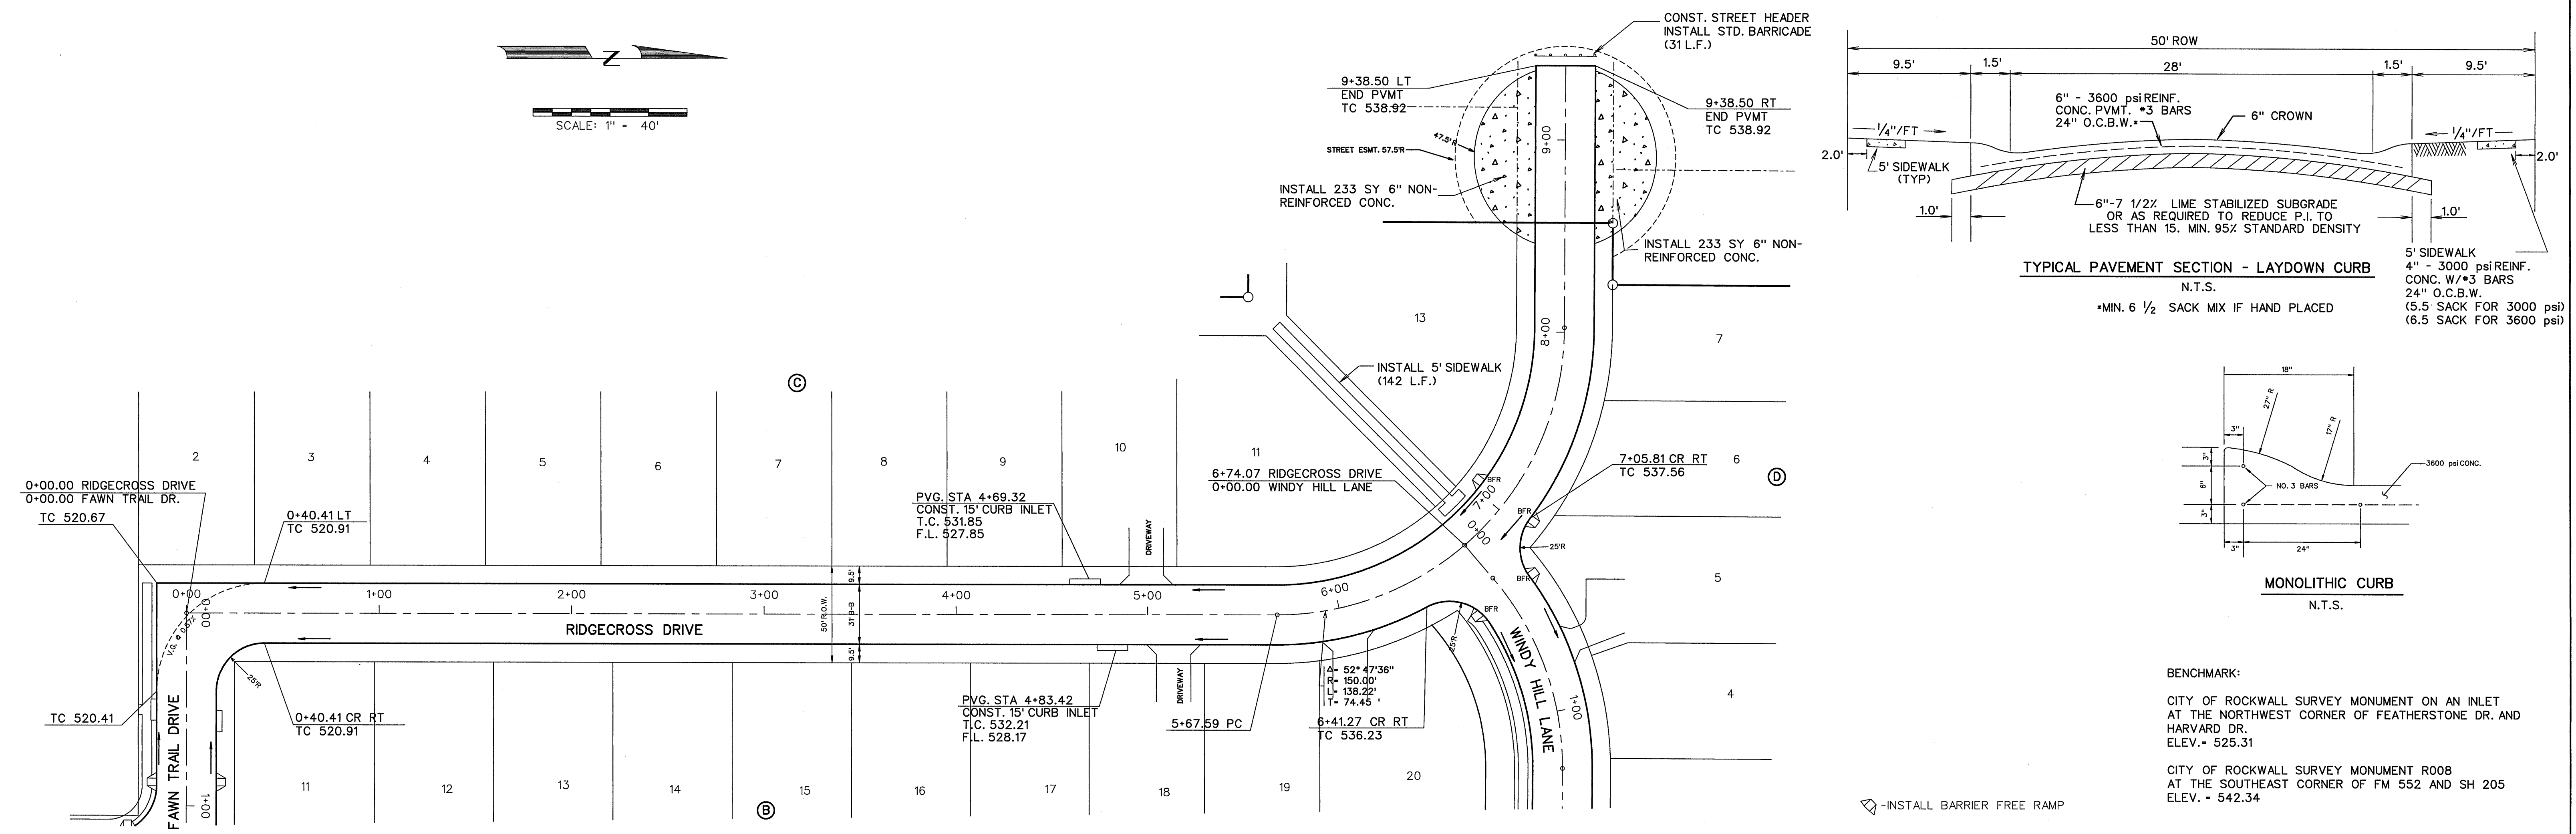 N
SCALE: 1" = 40'
CONST. STREET HEADER
INSTALL STD. BARRICADE
(31 L.F.)
9+38.50 LT
END PVMT
TC 538.92
9+38.50 RT
END PVMT
TC 538.92
47.5'R
STREET ESMT. 57.5'R
9+00
INSTALL 233 SY 6" NON-
REINFORCED CONC.
INSTALL 233 SY 6" NON-
REINFORCED CONC.
8+00
13
7
INSTALL 5' SIDEWALK
(142 L.F.)
C
2
3
4
5
6
7
8
9
10
11
6
D
0+00.00 RIDGECROSS DRIVE
0+00.00 FAWN TRAIL DR.
TC 520.67
0+40.41 LT
TC 520.91
PVG. STA 4+69.32
CONST. 15' CURB INLET
T.C. 531.85
F.L. 527.85
DRIVEWAY
6+74.07 RIDGECROSS DRIVE
0+00.00 WINDY HILL LANE
7+05.81 CR RT
TC 537.56
BFR
7+00
0+00
BFR
25'R
BFR
BFR
5
0+00
1+00
2+00
3+00
4+00
5+00
6+00
0+00
V.G. @ 0.57%
RIDGECROSS DRIVE
50' R.O.W.
9.5'
31' B-B
9.5'
25'R
25'R
DRIVEWAY
Δ= 52° 47'36"
R= 150.00'
L= 138.22'
T= 74.45 '
WINDY HILL LANE
1+00
4
TC 520.41
FAWN TRAIL DRIVE
1+00
0+40.41 CR RT
TC 520.91
PVG. STA 4+83.42
CONST. 15' CURB INLET
T.C. 532.21
F.L. 528.17
5+67.59 PC
6+41.27 CR RT
TC 536.23
11
12
13
14
15
16
17
18
19
20
B
50' ROW
9.5'
1.5'
28'
1.5'
9.5'
6" - 3600 psi REINF.
CONC. PVMT. #3 BARS
24" O.C.B.W.*
6" CROWN
1/4"/FT
1/4"/FT
2.0'
5' SIDEWALK
(TYP)
2.0'
1.0'
6"-7 1/2% LIME STABILIZED SUBGRADE
OR AS REQUIRED TO REDUCE P.I. TO
LESS THAN 15. MIN. 95% STANDARD DENSITY
1.0'
TYPICAL PAVEMENT SECTION - LAYDOWN CURB
N.T.S.
*MIN. 6 1/2 SACK MIX IF HAND PLACED
5' SIDEWALK
4" - 3000 psi REINF.
CONC. W/#3 BARS
24" O.C.B.W.
(5.5 SACK FOR 3000 psi)
(6.5 SACK FOR 3600 psi)
18"
27" R
17" R
3"
3"
6"
3"
3600 psi CONC.
NO. 3 BARS
3"
24"
MONOLITHIC CURB
N.T.S.
BENCHMARK:
CITY OF ROCKWALL SURVEY MONUMENT ON AN INLET
AT THE NORTHWEST CORNER OF FEATHERSTONE DR. AND
HARVARD DR.
ELEV.= 525.31
CITY OF ROCKWALL SURVEY MONUMENT R008
AT THE SOUTHEAST CORNER OF FM 552 AND SH 205
ELEV. = 542.34
-INSTALL BARRIER FREE RAMP